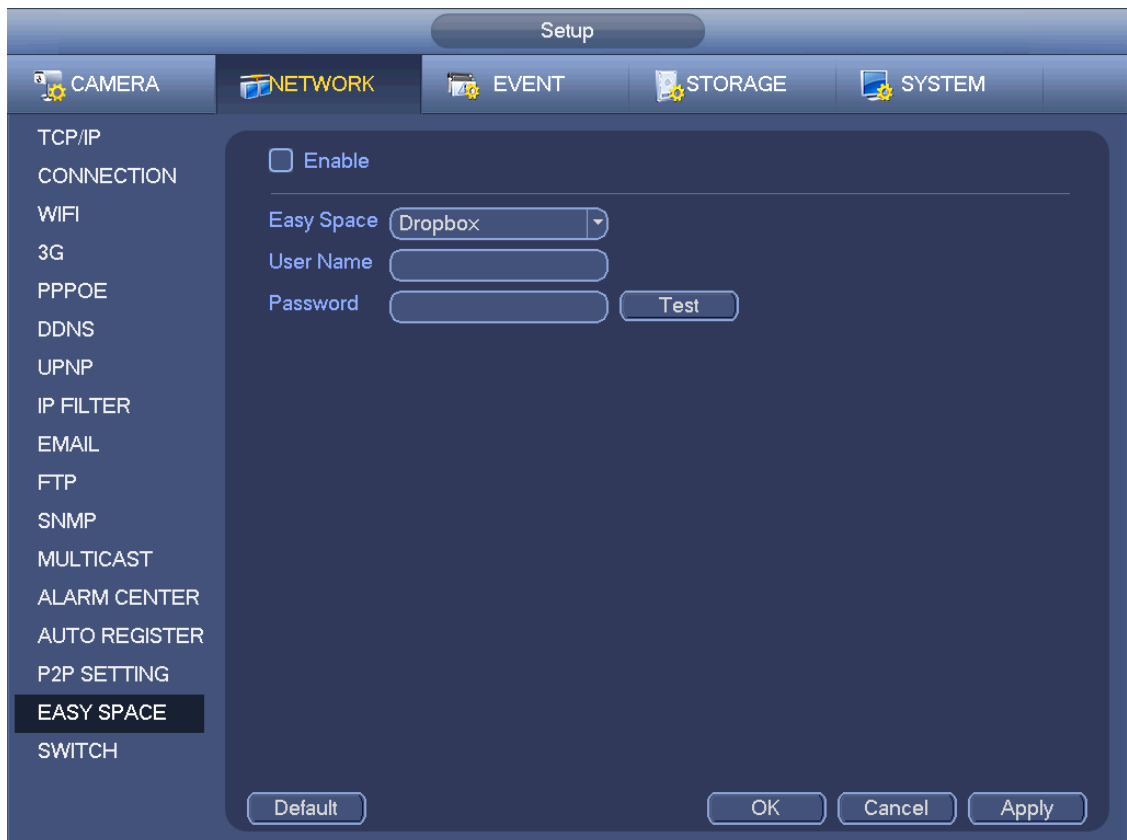 Setup
CAMERA NETWORK EVENT STORAGE SYSTEM
TCP/IP
CONNECTION
WIFI
3G
PPPOE
DDNS
UPNP
IP FILTER
EMAIL
FTP
SNMP
MULTICAST
ALARM CENTER
AUTO REGISTER
P2P SETTING
EASY SPACE
SWITCH
Enable
Easy Space Dropbox
User Name
Password Test
Default OK Cancel Apply